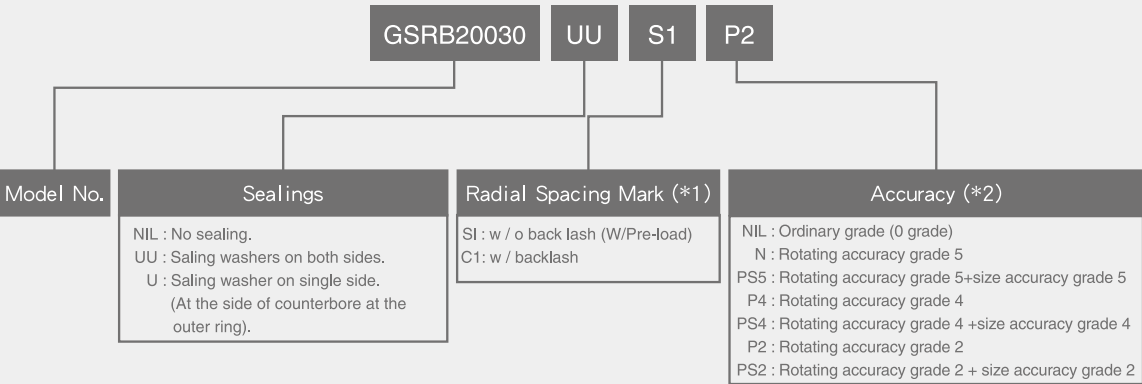 GSRB20030 UU S1 P2
Model No.
Sealings
NIL : No sealing.
UU : Saling washers on both sides.
U : Saling washer on single side.
(At the side of counterbore at the
outer ring).
Radial Spacing Mark (*1)
SI : w / o back lash (W/Pre-load)
C1: w / backlash
Accuracy (*2)
NIL : Ordinary grade (0 grade)
N : Rotating accuracy grade 5
PS5 : Rotating accuracy grade 5+size accuracy grade 5
P4 : Rotating accuracy grade 4
PS4 : Rotating accuracy grade 4 +size accuracy grade 4
P2 : Rotating accuracy grade 2
PS2 : Rotating accuracy grade 2 + size accuracy grade 2